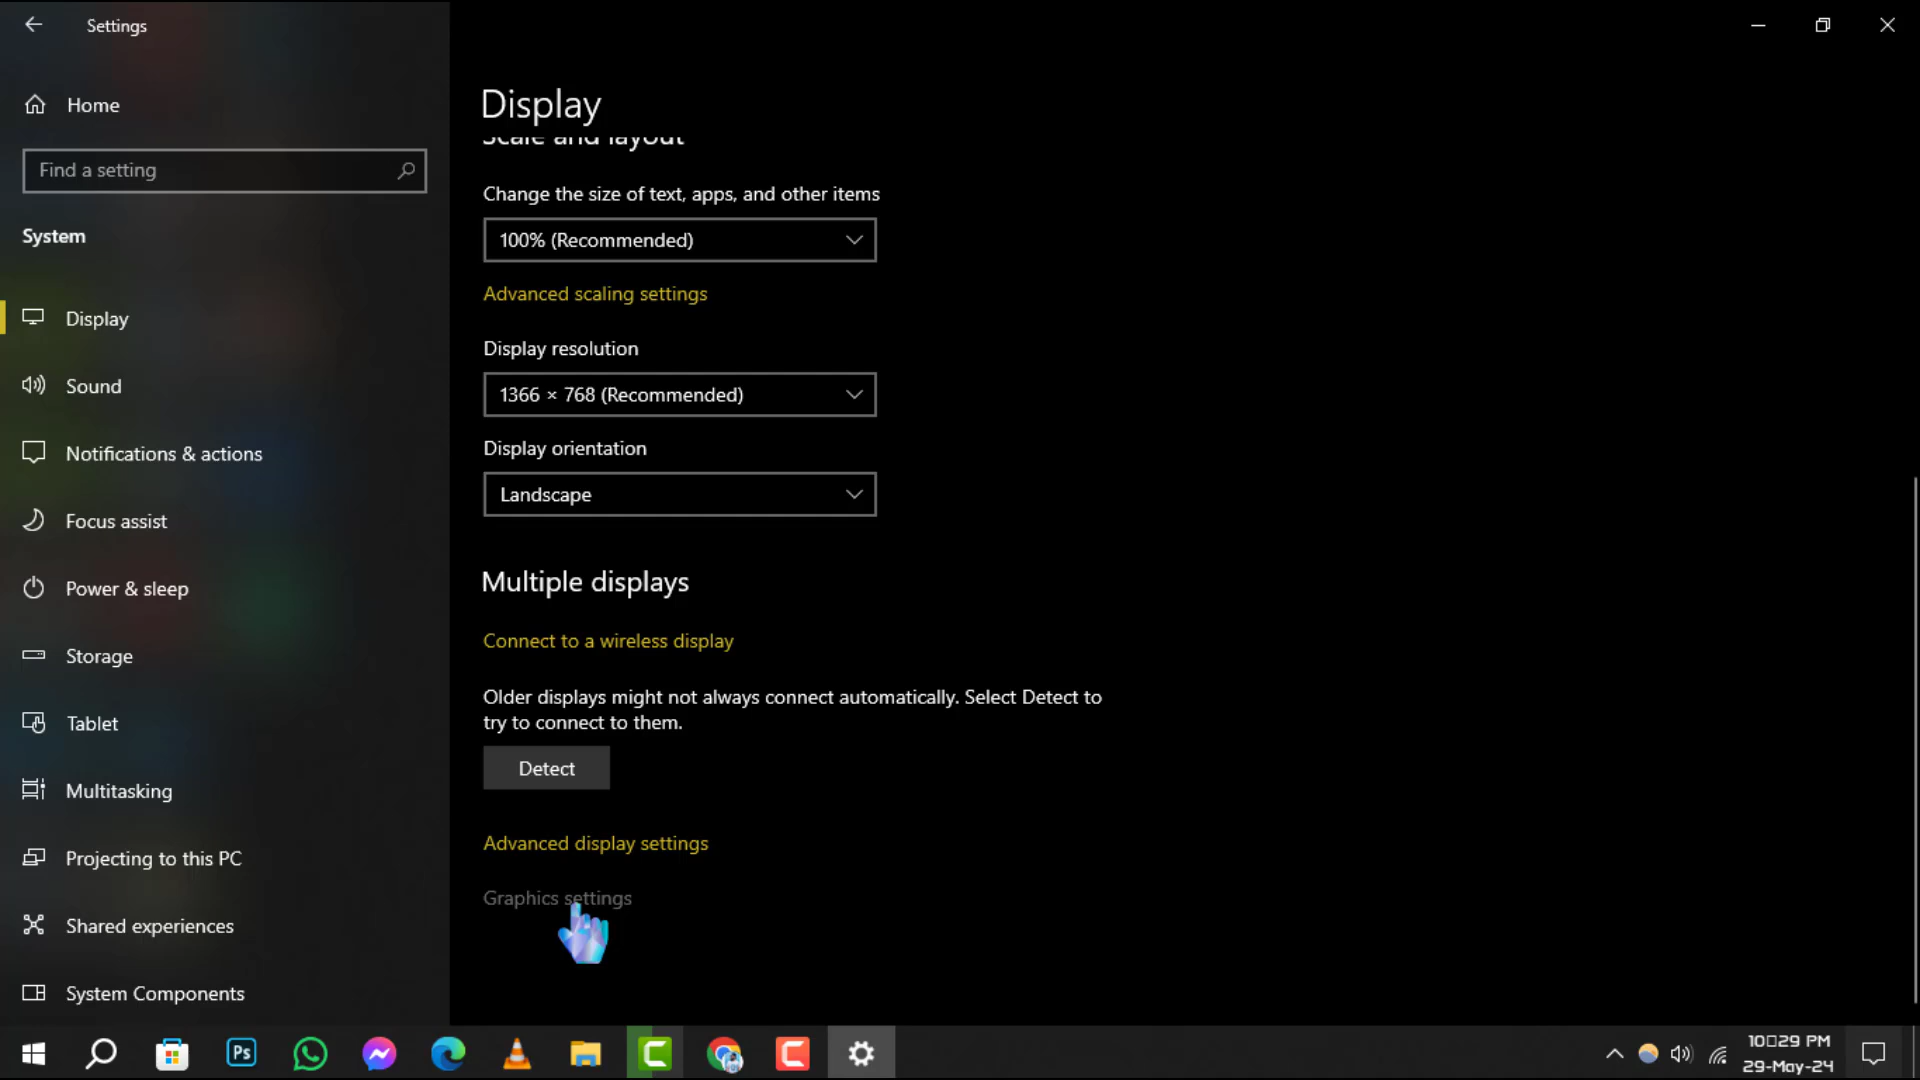 Settings
Home
Find a setting
System
Display
Sound
Notifications & actions
Focus assist
Power & sleep
Storage
Tablet
Multitasking
Projecting to this PC
Shared experiences
System Components
Display
Scale and layout
Change the size of text, apps, and other items
100% (Recommended)
Advanced scaling settings
Display resolution
1366 × 768 (Recommended)
Display orientation
Landscape
Multiple displays
Connect to a wireless display
Older displays might not always connect automatically. Select Detect to
try to connect to them.
Detect
Advanced display settings
Graphics settings
Ps
10▯29 PM
29-May-24